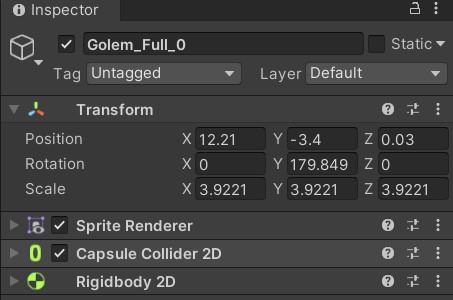 Inspector
Golem_Full_0 Static
Tag Untagged Layer Default
Transform
Position X 12.21 Y -3.4 Z 0.03
Rotation X 0 Y 179.849 Z 0
Scale X 3.9221 Y 3.9221 Z 3.9221
Sprite Renderer
Capsule Collider 2D
Rigidbody 2D